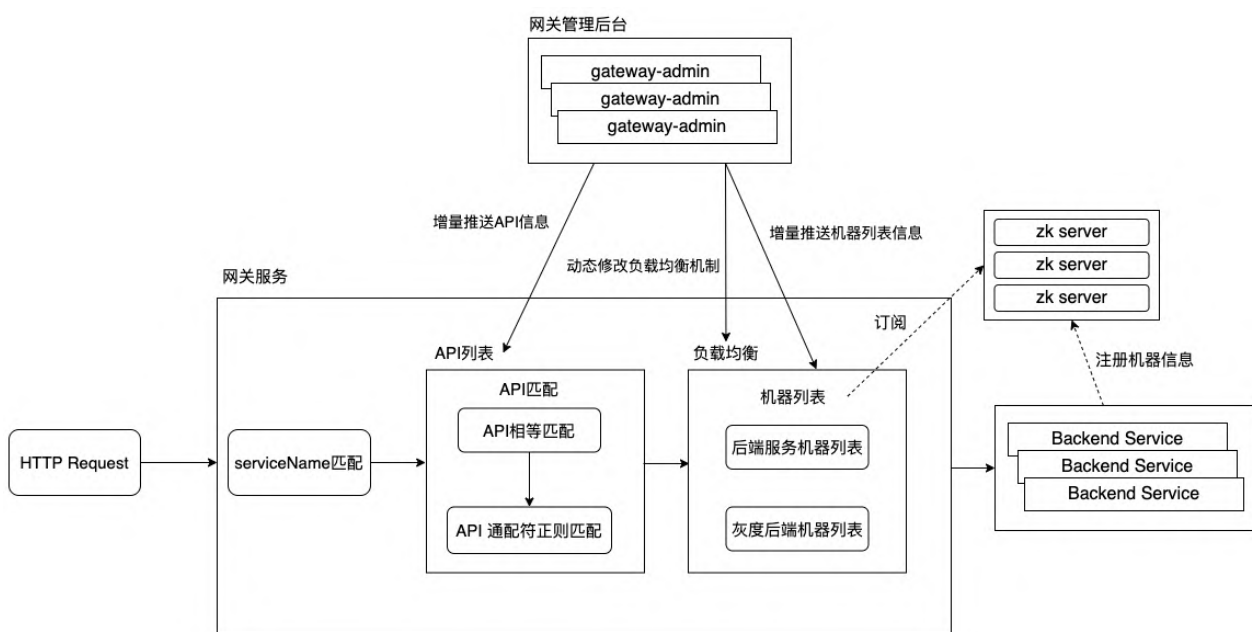 网关管理后台
gateway-admin
gateway-admin
gateway-admin
增量推送API信息
动态修改负载均衡机制
增量推送机器列表信息
zk server
zk server
zk server
网关服务
订阅
注册机器信息
API列表
负载均衡
API匹配
机器列表
HTTP Request
serviceName匹配
API相等匹配
API 通配符正则匹配
后端服务机器列表
灰度后端机器列表
Backend Service
Backend Service
Backend Service